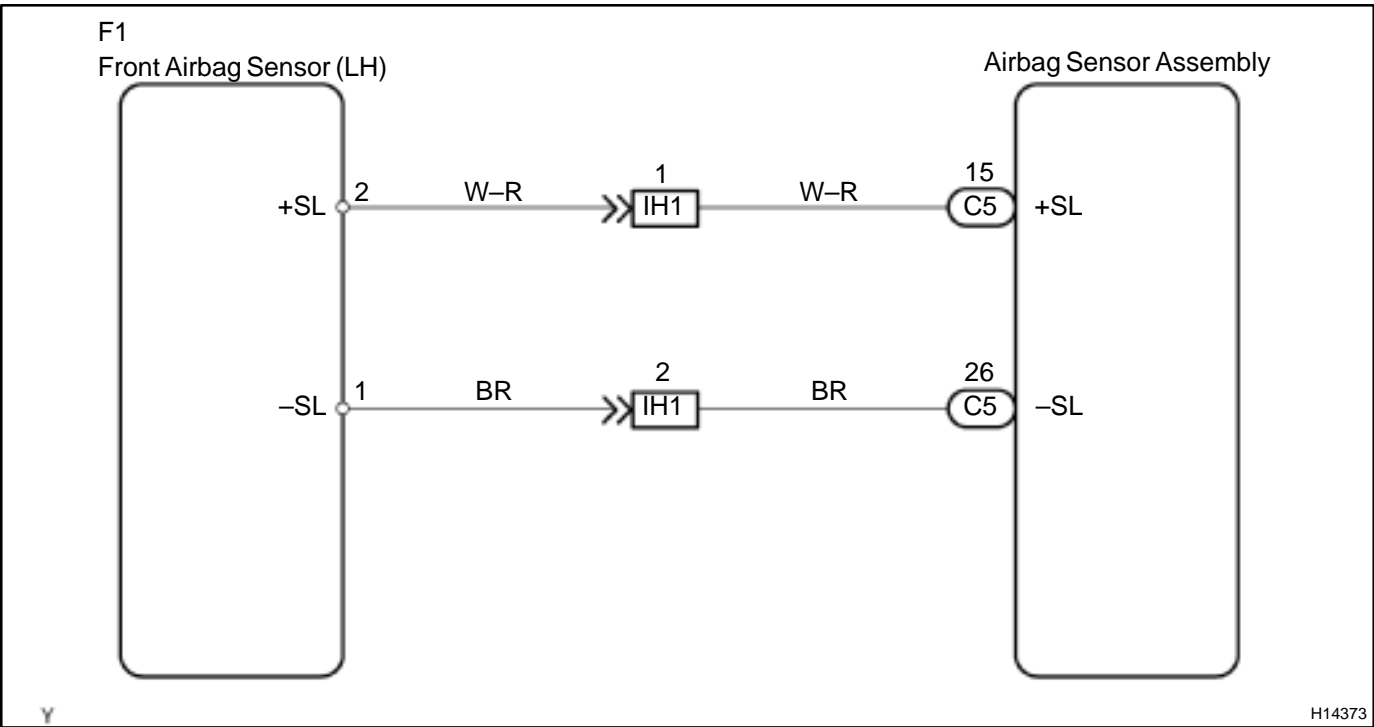 F1
Front Airbag Sensor (LH)
Airbag Sensor Assembly
1
15
+SL 2 W–R IH1 W–R C5 +SL
2
26
–SL 1 BR IH1 BR C5 –SL
Y
H14373